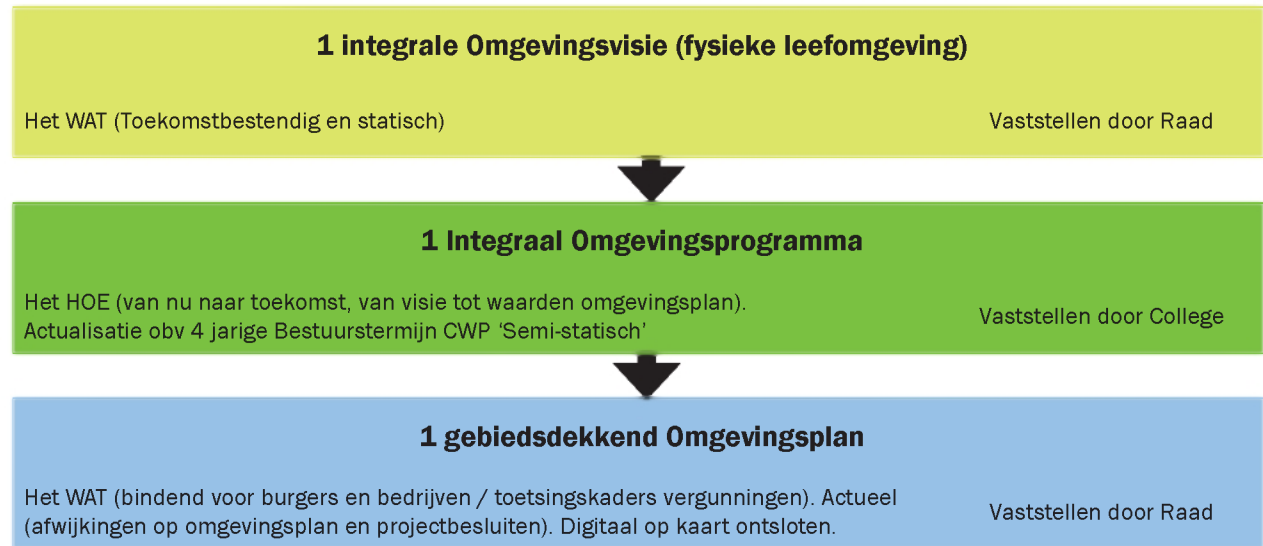 1 integrale Omgevingsvisie (fysieke leefomgeving)
Het WAT (Toekomstbestendig en statisch)
Vaststellen door Raad
1 Integraal Omgevingsprogramma
Het HOE (van nu naar toekomst, van visie tot waarden omgevingsplan).
Actualisatie obv 4 jarige Bestuurstermijn CWP ‘Semi-statisch’
Vaststellen door College
1 gebiedsdekkend Omgevingsplan
Het WAT (bindend voor burgers en bedrijven / toetsingskaders vergunningen). Actueel
(afwijkingen op omgevingsplan en projectbesluiten). Digitaal op kaart ontsloten.
Vaststellen door Raad